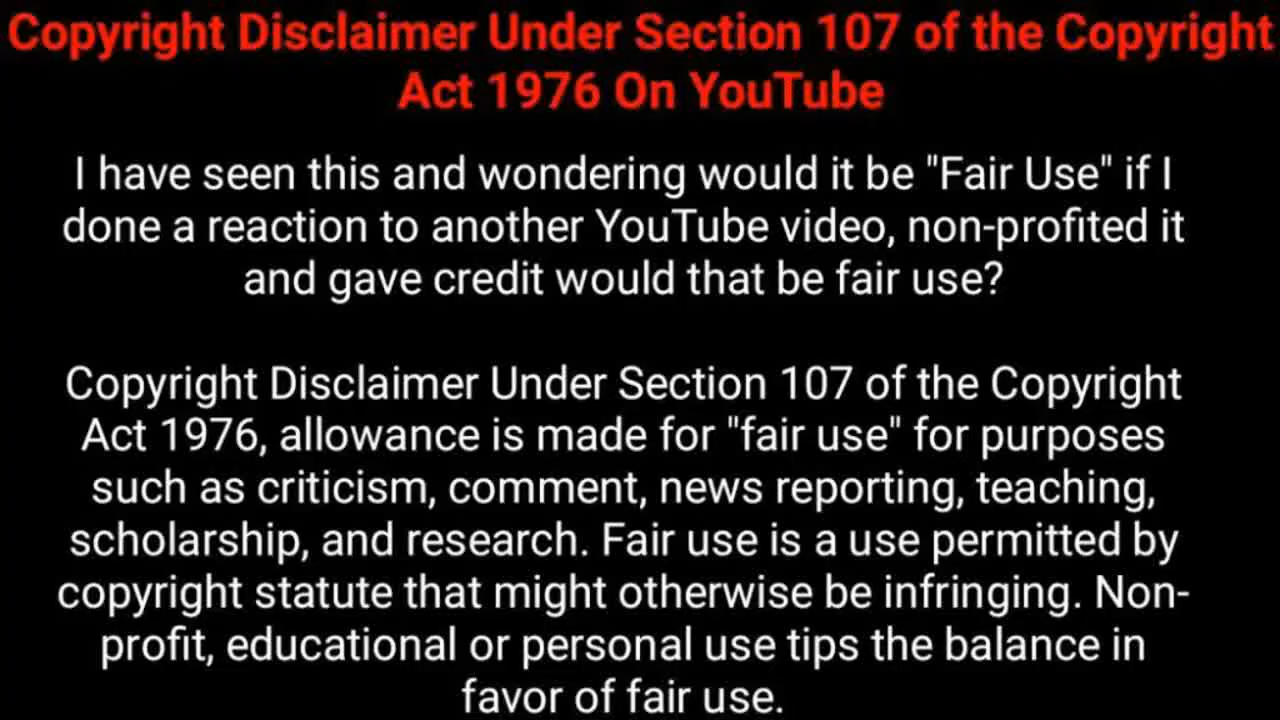 Copyright Disclaimer Under Section 107 of the Copyright
Act 1976 On YouTube
I have seen this and wondering would it be "Fair Use" if I
done a reaction to another YouTube video, non-profited it
and gave credit would that be fair use?
Copyright Disclaimer Under Section 107 of the Copyright
Act 1976, allowance is made for "fair use" for purposes
such as criticism, comment, news reporting, teaching,
scholarship, and research. Fair use is a use permitted by
copyright statute that might otherwise be infringing. Non-
profit, educational or personal use tips the balance in
favor of fair use.